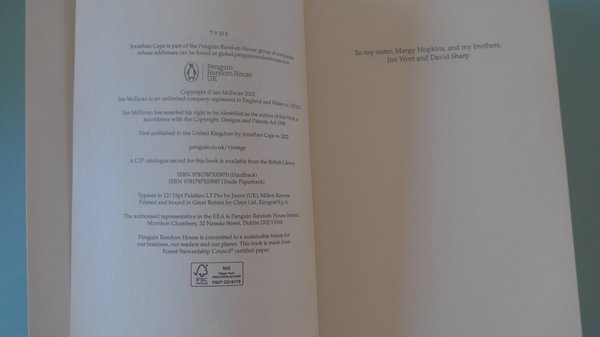 7 9 10 8
Jonathan Cape is part of the Penguin Random House group of companies
whose addresses can be found at global.penguinrandomhouse.com
Penguin
Random House
UK
Copyright © Ian McEwan 2022
Ian McEwan is an unlimited company registered in England and Wales no.
Ian McEwan has asserted his right to be identified as the author of this Work in
accordance with the Copyright, Designs and Patents Act 1988
First published in the United Kingdom by Jonathan Cape in 2022
penguin.co.uk/vintage
A CIP catalogue record for this book is available from the British Library
ISBN 9781787333970 (Hardback)
ISBN 9781787333987 (Trade Paperback)
Typeset in 12/15pt Palatino LT Pro by Jouve (UK), Milton Keynes
Printed and bound in Great Britain by Clays Ltd, Elcograf S.p.A.
The authorised representative in the EEA is Penguin Random House Ireland,
Morrison Chambers, 32 Nassau Street, Dublin D02 YH68
Penguin Random House is committed to a sustainable future for
our business, our readers and our planet. This book is made from
Forest Stewardship Council® certified paper.
FSC
MIX
Paper from
responsible sources
FSC® C018179
To my sister, Margy Hopkins, and my brothers,
Jim Wort and David Sharp